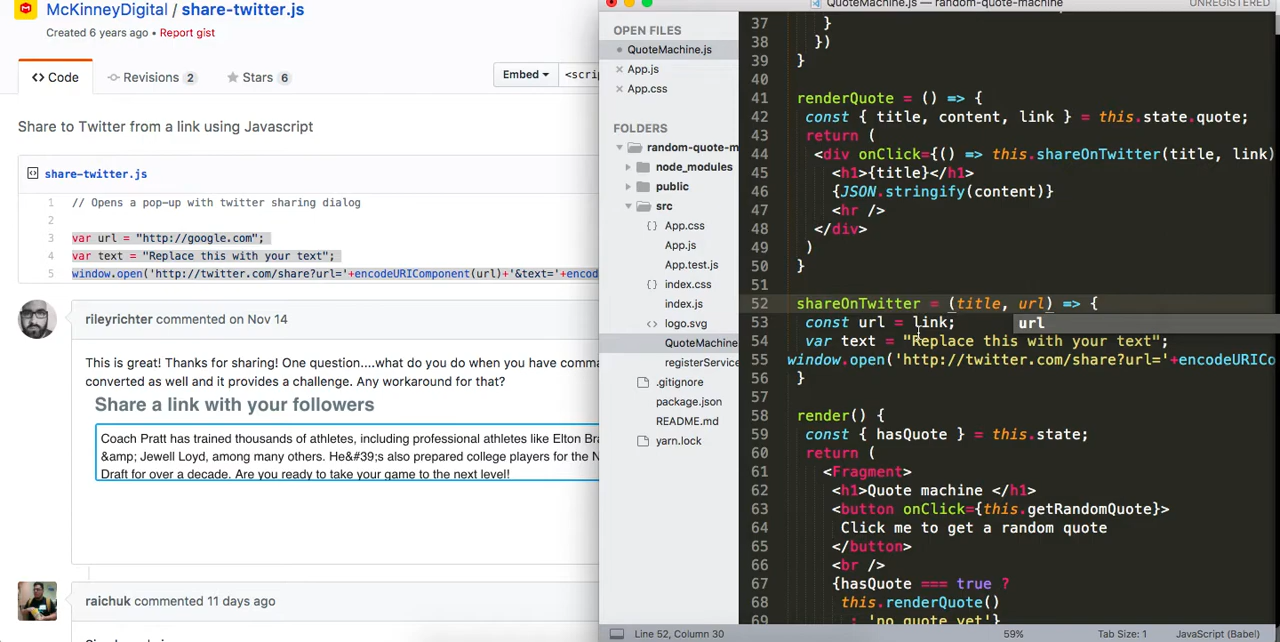 McKinneyDigital / share-twitter.js
Created 6 years ago • Report gist
Code
Revisions 2
Stars 6
Embed
<scri
Share to Twitter from a link using Javascript
share-twitter.js
1 // Opens a pop-up with twitter sharing dialog
2
3 var url = "http://google.com";
4 var text = "Replace this with your text";
5 window.open('http://twitter.com/share?url='+encodeURIComponent(url)+'&text='+encod
rileyrichter commented on Nov 14
This is great! Thanks for sharing! One question....what do you do when you have comma
converted as well and it provides a challenge. Any workaround for that?
Share a link with your followers
Coach Pratt has trained thousands of athletes, including professional athletes like Elton Bra
&amp; Jewell Loyd, among many others. He&#39;s also prepared college players for the N
Draft for over a decade. Are you ready to take your game to the next level!
raichuk commented 11 days ago
QuoteMachine.js — random-quote-machine
UNREGISTERED
OPEN FILES
QuoteMachine.js
App.js
App.css
FOLDERS
random-quote-m
node_modules
public
src
App.css
App.js
App.test.js
index.css
index.js
logo.svg
QuoteMachine
registerService
.gitignore
package.json
README.md
yarn.lock
37 }
38 })
39 }
40
41 renderQuote = () => {
42 const { title, content, link } = this.state.quote;
43 return (
44 <div onClick={() => this.shareOnTwitter(title, link)
45 <h1>{title}</h1>
46 {JSON.stringify(content)}
47 <hr />
48 </div>
49 )
50 }
51
52 shareOnTwitter = (title, url) => {
53 const url = link;
url
54 var text = "Replace this with your text";
55 window.open('http://twitter.com/share?url='+encodeURICo
56 }
57
58 render() {
59 const { hasQuote } = this.state;
60 return (
61 <Fragment>
62 <h1>Quote machine </h1>
63 <button onClick={this.getRandomQuote}>
64 Click me to get a random quote
65 </button>
66 <br />
67 {hasQuote === true ?
68 this.renderQuote()
: 'no quote yet'}
Line 52, Column 30
59%
Tab Size: 1
JavaScript (Babel)